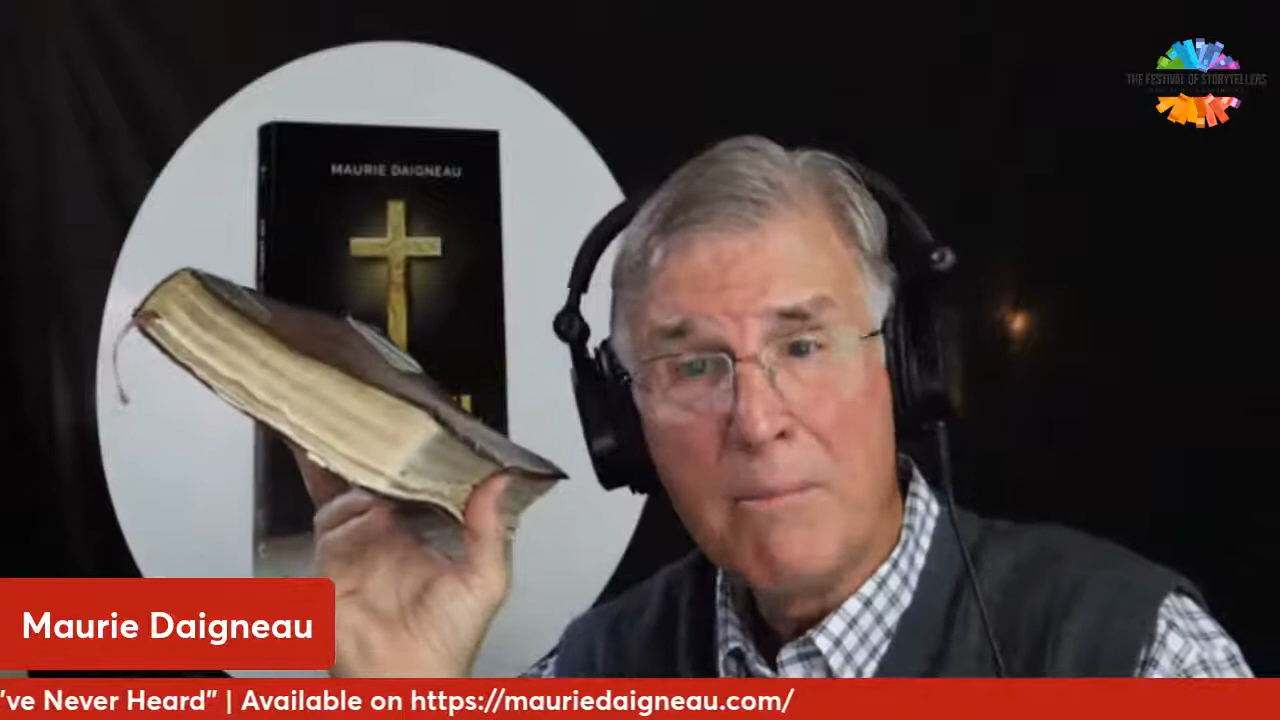 THE FESTIVAL OF STORYTELLERS
MAURIE DAIGNEAU
Maurie Daigneau
've Never Heard" | Available on https://mauriedaigneau.com/